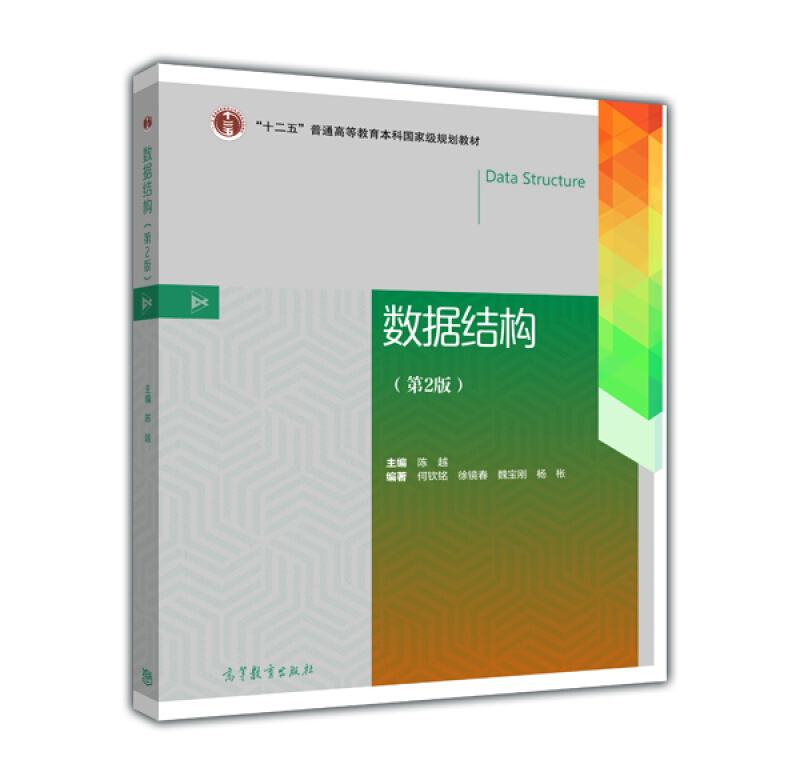 数据结构（第2版）
主编 陈 越
十二五
“十二五”普通高等教育本科国家级规划教材
Data Structure
数据结构
（第2版）
主编 陈 越
编著 何钦铭 徐镜春 魏宝刚 杨 枨
高等教育出版社